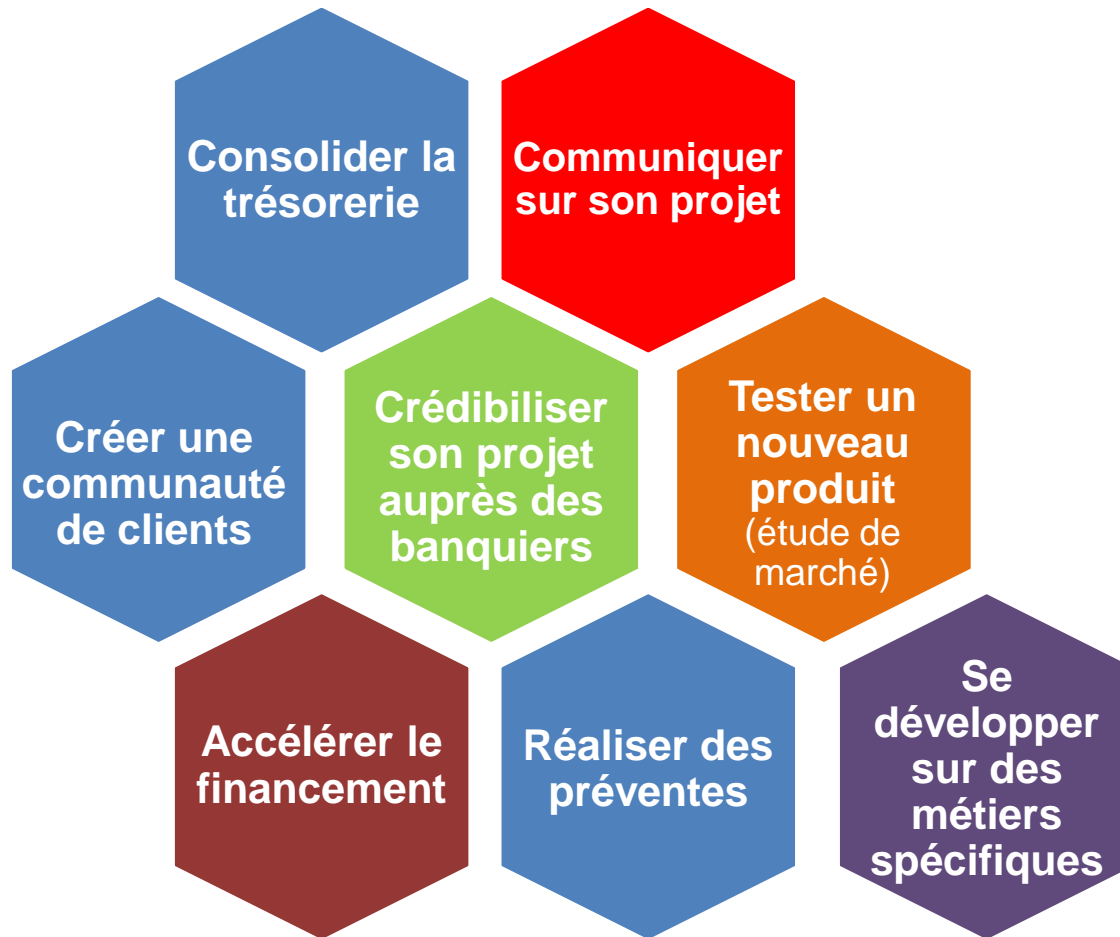 Consolider la
trésorerie
Communiquer
sur son projet
Créer une
communauté
de clients
Crédibiliser
son projet
auprès des
banquiers
Tester un
nouveau
produit
(étude de
marché)
Accélérer le
financement
Réaliser des
préventes
Se
développer
sur des
métiers
spécifiques